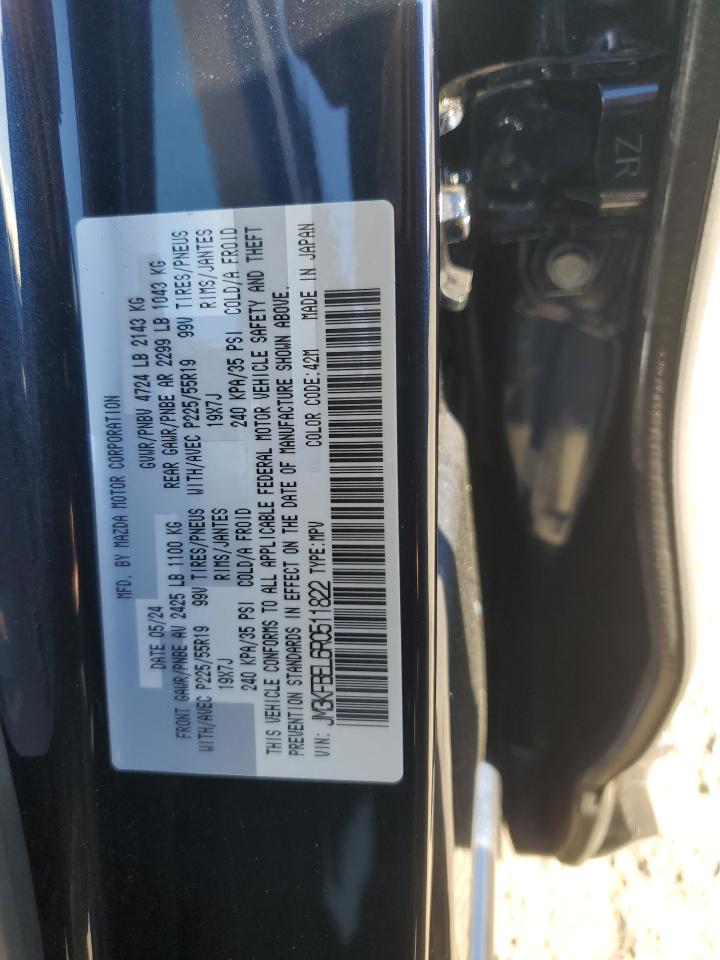 MFD. BY MAZDA MOTOR CORPORATION
DATE 05/24 GVWR/PNBV 4724 LB 2143 KG
FRONT GAWR/PNBE AV 2425 LB 1100 KG REAR GAWR/PNBE AR 2299 LB 1043 KG
WITH/AVEC P225/55R19 99V TIRES/PNEUS WITH/AVEC P225/55R19 99V TIRES/PNEUS
19X7J RIMS/JANTES 19X7J RIMS/JANTES
240 KPA/35 PSI COLD/A FROID 240 KPA/35 PSI COLD/A FROID
THIS VEHICLE CONFORMS TO ALL APPLICABLE FEDERAL MOTOR VEHICLE SAFETY AND THEFT
PREVENTION STANDARDS IN EFFECT ON THE DATE OF MANUFACTURE SHOWN ABOVE.
VIN: JM3KFBEL6R0511822 TYPE:MPV COLOR CODE:42M MADE IN JAPAN
ZR